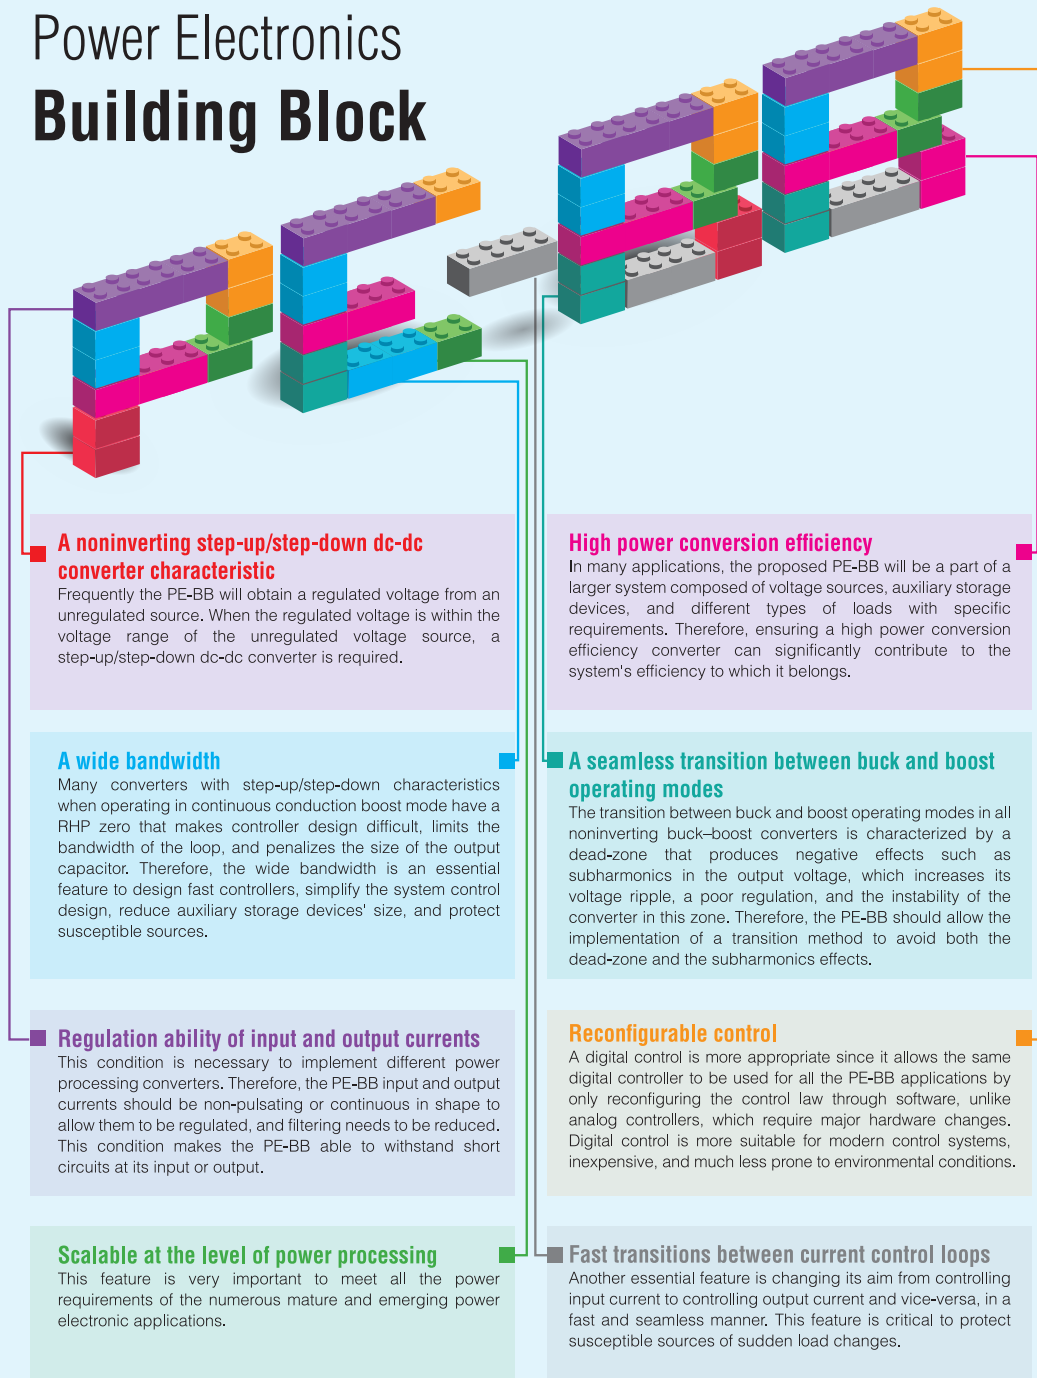 Power Electronics
Building Block
A noninverting step-up/step-down dc-dc
converter characteristic
Frequently the PE-BB will obtain a regulated voltage from an
unregulated source. When the regulated voltage is within the
voltage range of the unregulated voltage source, a
step-up/step-down dc-dc converter is required.
A wide bandwidth
Many converters with step-up/step-down characteristics
when operating in continuous conduction boost mode have a
RHP zero that makes controller design difficult, limits the
bandwidth of the loop, and penalizes the size of the output
capacitor. Therefore, the wide bandwidth is an essential
feature to design fast controllers, simplify the system control
design, reduce auxiliary storage devices' size, and protect
susceptible sources.
Regulation ability of input and output currents
This condition is necessary to implement different power
processing converters. Therefore, the PE-BB input and output
currents should be non-pulsating or continuous in shape to
allow them to be regulated, and filtering needs to be reduced.
This condition makes the PE-BB able to withstand short
circuits at its input or output.
Scalable at the level of power processing
This feature is very important to meet all the power
requirements of the numerous mature and emerging power
electronic applications.
High power conversion efficiency
In many applications, the proposed PE-BB will be a part of a
larger system composed of voltage sources, auxiliary storage
devices, and different types of loads with specific
requirements. Therefore, ensuring a high power conversion
efficiency converter can significantly contribute to the
system's efficiency to which it belongs.
A seamless transition between buck and boost
operating modes
The transition between buck and boost operating modes in all
noninverting buck–boost converters is characterized by a
dead-zone that produces negative effects such as
subharmonics in the output voltage, which increases its
voltage ripple, a poor regulation, and the instability of the
converter in this zone. Therefore, the PE-BB should allow the
implementation of a transition method to avoid both the
dead-zone and the subharmonics effects.
Reconfigurable control
A digital control is more appropriate since it allows the same
digital controller to be used for all the PE-BB applications by
only reconfiguring the control law through software, unlike
analog controllers, which require major hardware changes.
Digital control is more suitable for modern control systems,
inexpensive, and much less prone to environmental conditions.
Fast transitions between current control loops
Another essential feature is changing its aim from controlling
input current to controlling output current and vice-versa, in a
fast and seamless manner. This feature is critical to protect
susceptible sources of sudden load changes.